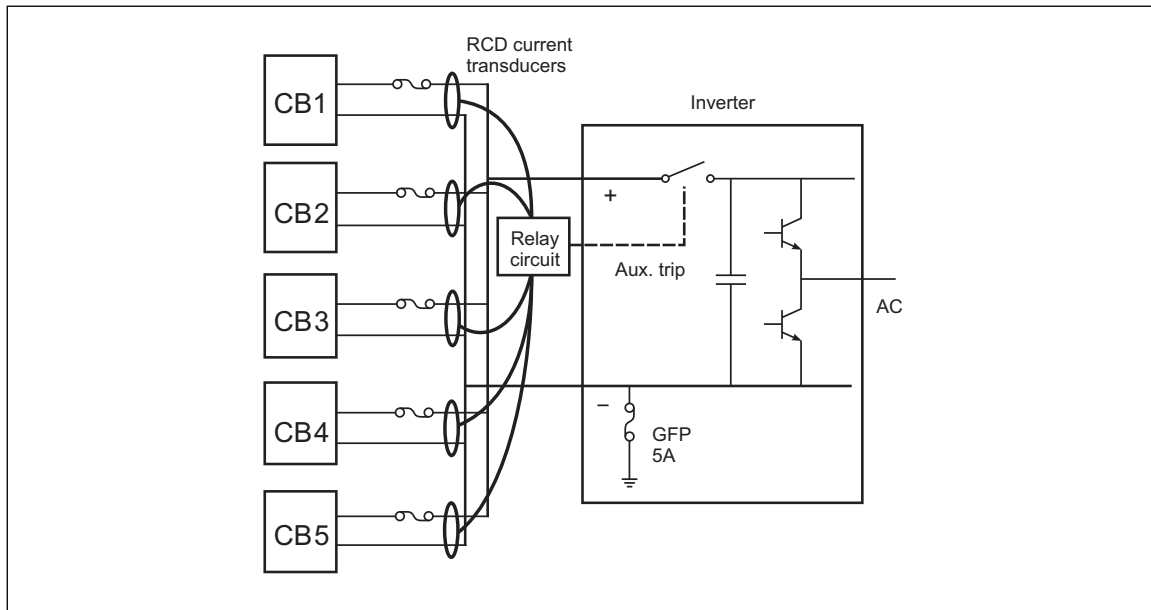 RCD current
transducers
CB1
CB2
CB3
CB4
CB5
Relay
circuit
Inverter
+
Aux. trip
AC
–
GFP
5A